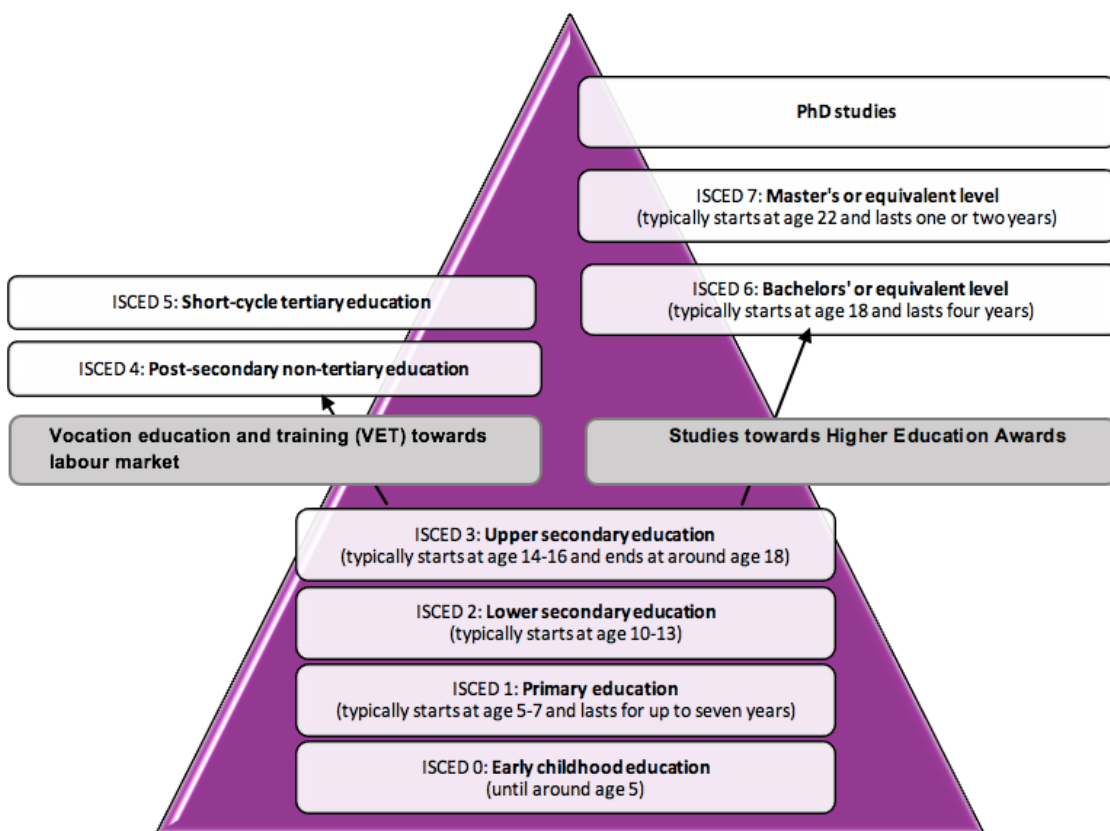 PhD studies
ISCED 7: Master's or equivalent level
(typically starts at age 22 and lasts one or two years)
ISCED 6: Bachelors' or equivalent level
(typically starts at age 18 and lasts four years)
ISCED 5: Short-cycle tertiary education
ISCED 4: Post-secondary non-tertiary education
Vocation education and training (VET) towards
labour market
Studies towards Higher Education Awards
ISCED 3: Upper secondary education
(typically starts at age 14-16 and ends at around age 18)
ISCED 2: Lower secondary education
(typically starts at age 10-13)
ISCED 1: Primary education
(typically starts at age 5-7 and lasts for up to seven years)
ISCED 0: Early childhood education
(until around age 5)